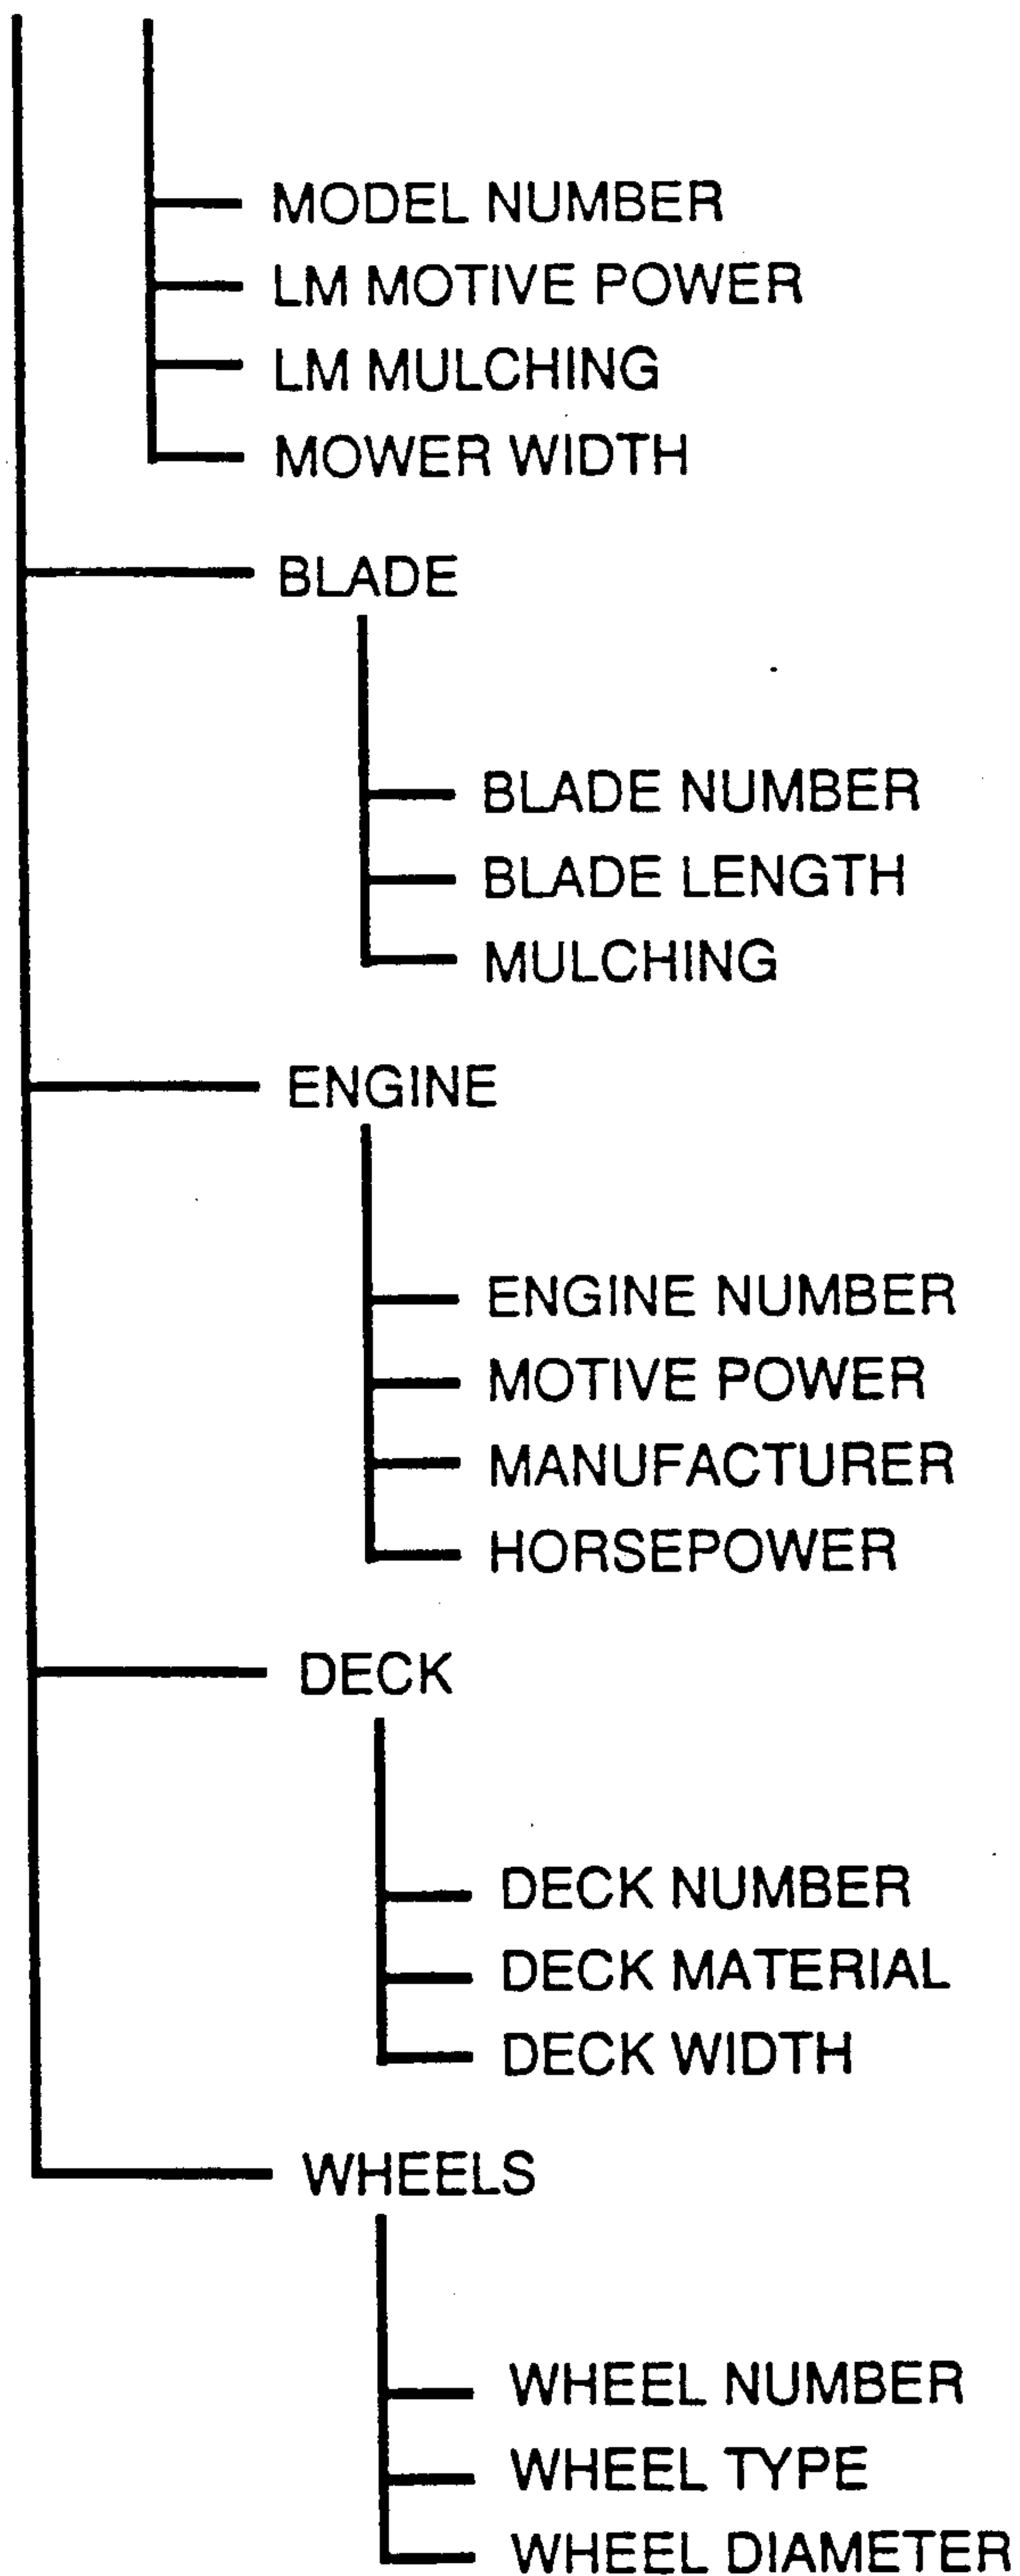 MODEL NUMBER
LM MOTIVE POWER
LM MULCHING
MOWER WIDTH
BLADE
BLADE NUMBER
BLADE LENGTH
MULCHING
ENGINE
ENGINE NUMBER
MOTIVE POWER
MANUFACTURER
HORSEPOWER
DECK
DECK NUMBER
DECK MATERIAL
DECK WIDTH
WHEELS
WHEEL NUMBER
WHEEL TYPE
WHEEL DIAMETER